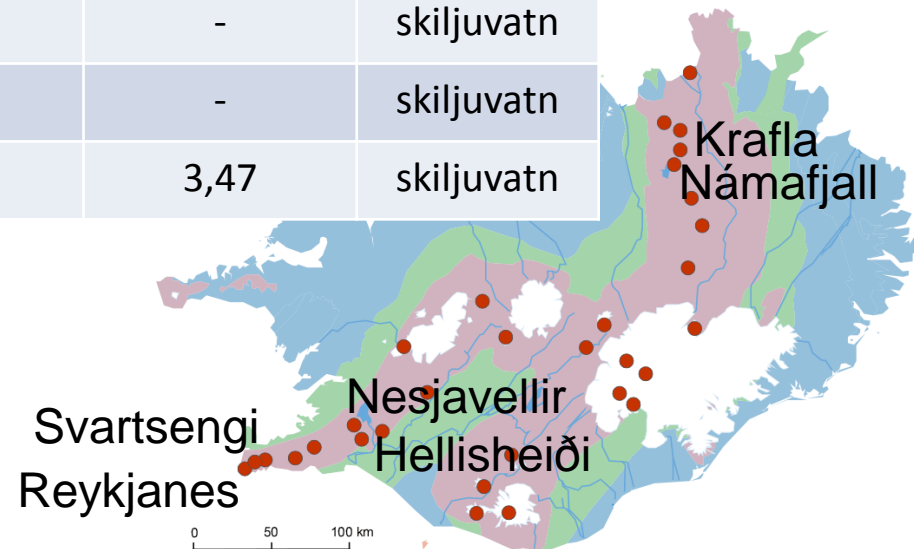 - skiljuvatn
- skiljuvatn
3,47 skiljuvatn
Krafla
Námafjall
Nesjavellir
Svartsengi
Hellisheiði
Reykjanes
0 50 100 km